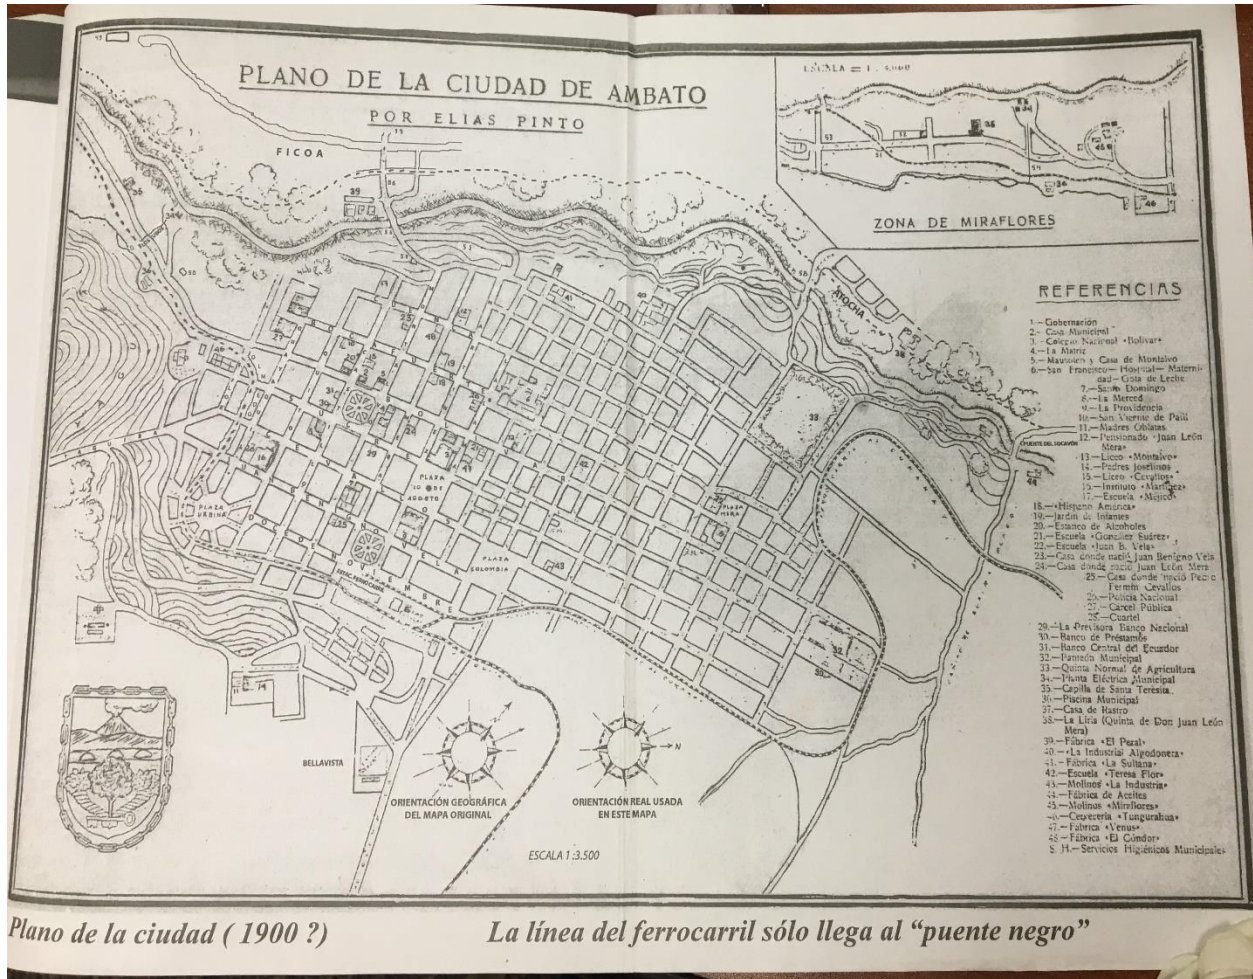 PLANO DE LA CIUDAD DE AMBATO
POR ELIAS PINTO
FICOA
ZONA DE MIRAFLORES
ATOCHA
PUENTE DEL SOCAVÓN
PLAZA
10 DE
AGOSTO
PLAZA
URBINA
PLAZA
COLOMBIA
PLAZA
MERA
DOCE DE NOVIEMBRE
ESTAC. FERROCARRIL
BELLAVISTA
ORIENTACIÓN GEOGRÁFICA
DEL MAPA ORIGINAL
N
ORIENTACIÓN REAL USADA
EN ESTE MAPA
ESCALA 1:3.500
REFERENCIAS
1.—Gobernación
2.—Casa Municipal
3.—Colegio Nacional «Bolívar»
4.—La Matriz
5.—Mausoleo y Casa de Montalvo
6.—San Francisco—Hospital—Materni-
dad—Gota de Leche
7.—Santo Domingo
8.—La Merced
9.—La Providencia
10.—San Vicente de Paúl
11.—Madres Oblatas
12.—Pensionado «Juan León
Mera»
13.—Liceo «Montalvo»
14.—Padres Josefinos
15.—Liceo «Cevallos»
16.—Instituto «Martínez»
17.—Escuela «Méjico»
18.—«Hispano América»
19.—Jardín de Infantes
20.—Estanco de Alcoholes
21.—Escuela «González Suárez»
22.—Escuela «Juan B. Vela»
23.—Casa donde nació Juan Benigno Vela
24.—Casa donde nació Juan León Mera
25.—Casa donde nació Pedro
Fermín Cevallos
26.—Policía Nacional
27.—Cárcel Pública
28.—Cuartel
29.—La Previsora Banco Nacional
30.—Banco de Préstamos
31.—Banco Central del Ecuador
32.—Panteón Municipal
33.—Quinta Normal de Agricultura
34.—Planta Eléctrica Municipal
35.—Capilla de Santa Teresita
36.—Piscina Municipal
37.—Casa de Rastro
38.—La Liria (Quinta de Don Juan León
Mera)
39.—Fábrica «El Peral»
40.—«La Industrial Algodonera»
41.—Fábrica «La Sultana»
42.—Escuela «Teresa Flor»
43.—Molinos «La Industria»
44.—Fábrica de Aceites
45.—Molinos «Miraflores»
46.—Cervecería «Tungurahua»
47.—Fábrica «Venus»
48.—Fábrica «El Cóndor»
S. H.—Servicios Higiénicos Municipales
Plano de la ciudad ( 1900 ?)
La línea del ferrocarril sólo llega al “puente negro”